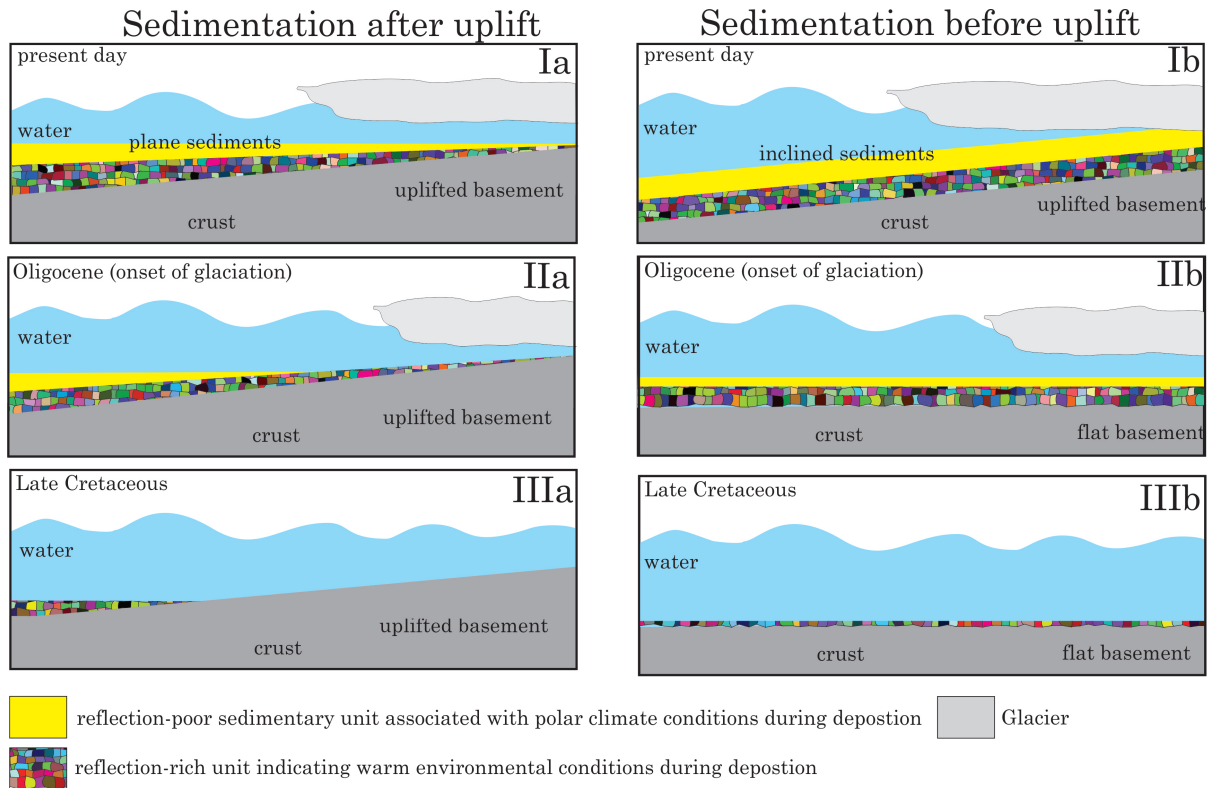 Sedimentation after uplift
Sedimentation before uplift
present day
Ia
water
plane sediments
uplifted basement
crust
present day
Ib
water
inclined sediments
uplifted basement
crust
Oligocene (onset of glaciation)
IIa
water
uplifted basement
crust
Oligocene (onset of glaciation)
IIb
water
crust
flat basement
Late Cretaceous
IIIa
water
uplifted basement
crust
Late Cretaceous
IIIb
water
crust
flat basement
reflection-poor sedimentary unit associated with polar climate conditions during depostion
Glacier
reflection-rich unit indicating warm environmental conditions during depostion